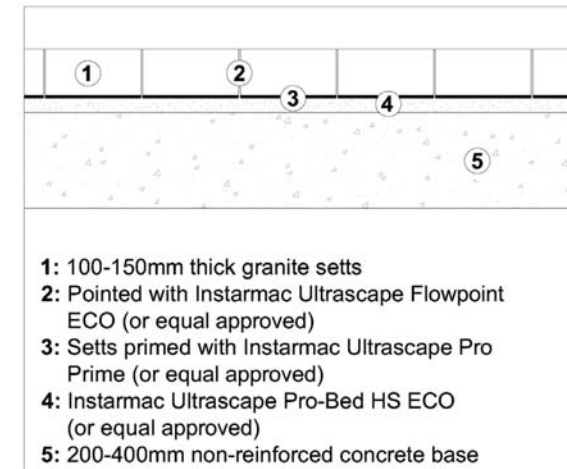 1
2
3
4
5
1: 100-150mm thick granite setts
2: Pointed with Instarmac Ultrascape Flowpoint
ECO (or equal approved)
3: Setts primed with Instarmac Ultrascape Pro
Prime (or equal approved)
4: Instarmac Ultrascape Pro-Bed HS ECO
(or equal approved)
5: 200-400mm non-reinforced concrete base